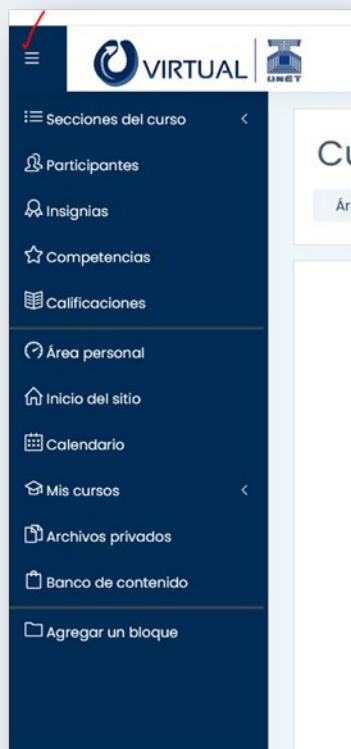 VIRTUAL
UNET
Secciones del curso
Participantes
Insignias
Competencias
Calificaciones
Área personal
Inicio del sitio
Calendario
Mis cursos
Archivos privados
Banco de contenido
Agregar un bloque